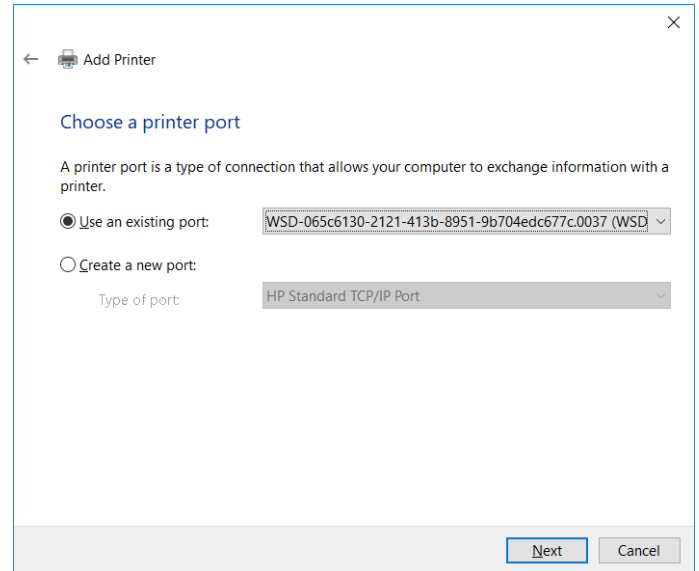 Add Printer
Choose a printer port
A printer port is a type of connection that allows your computer to exchange information with a
printer.
Use an existing port: WSD-065c6130-2121-413b-8951-9b704edc677c.0037 (WSD
Create a new port:
Type of port: HP Standard TCP/IP Port
Next Cancel